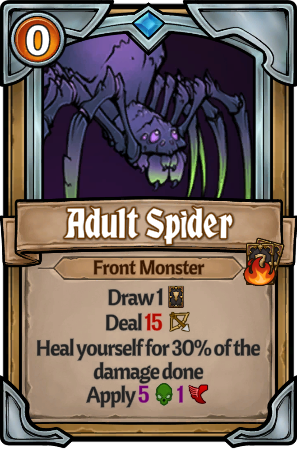 0
Adult Spider
Front Monster
Draw 1
Deal 15
Heal yourself for 30% of the
damage done
Apply 5 1